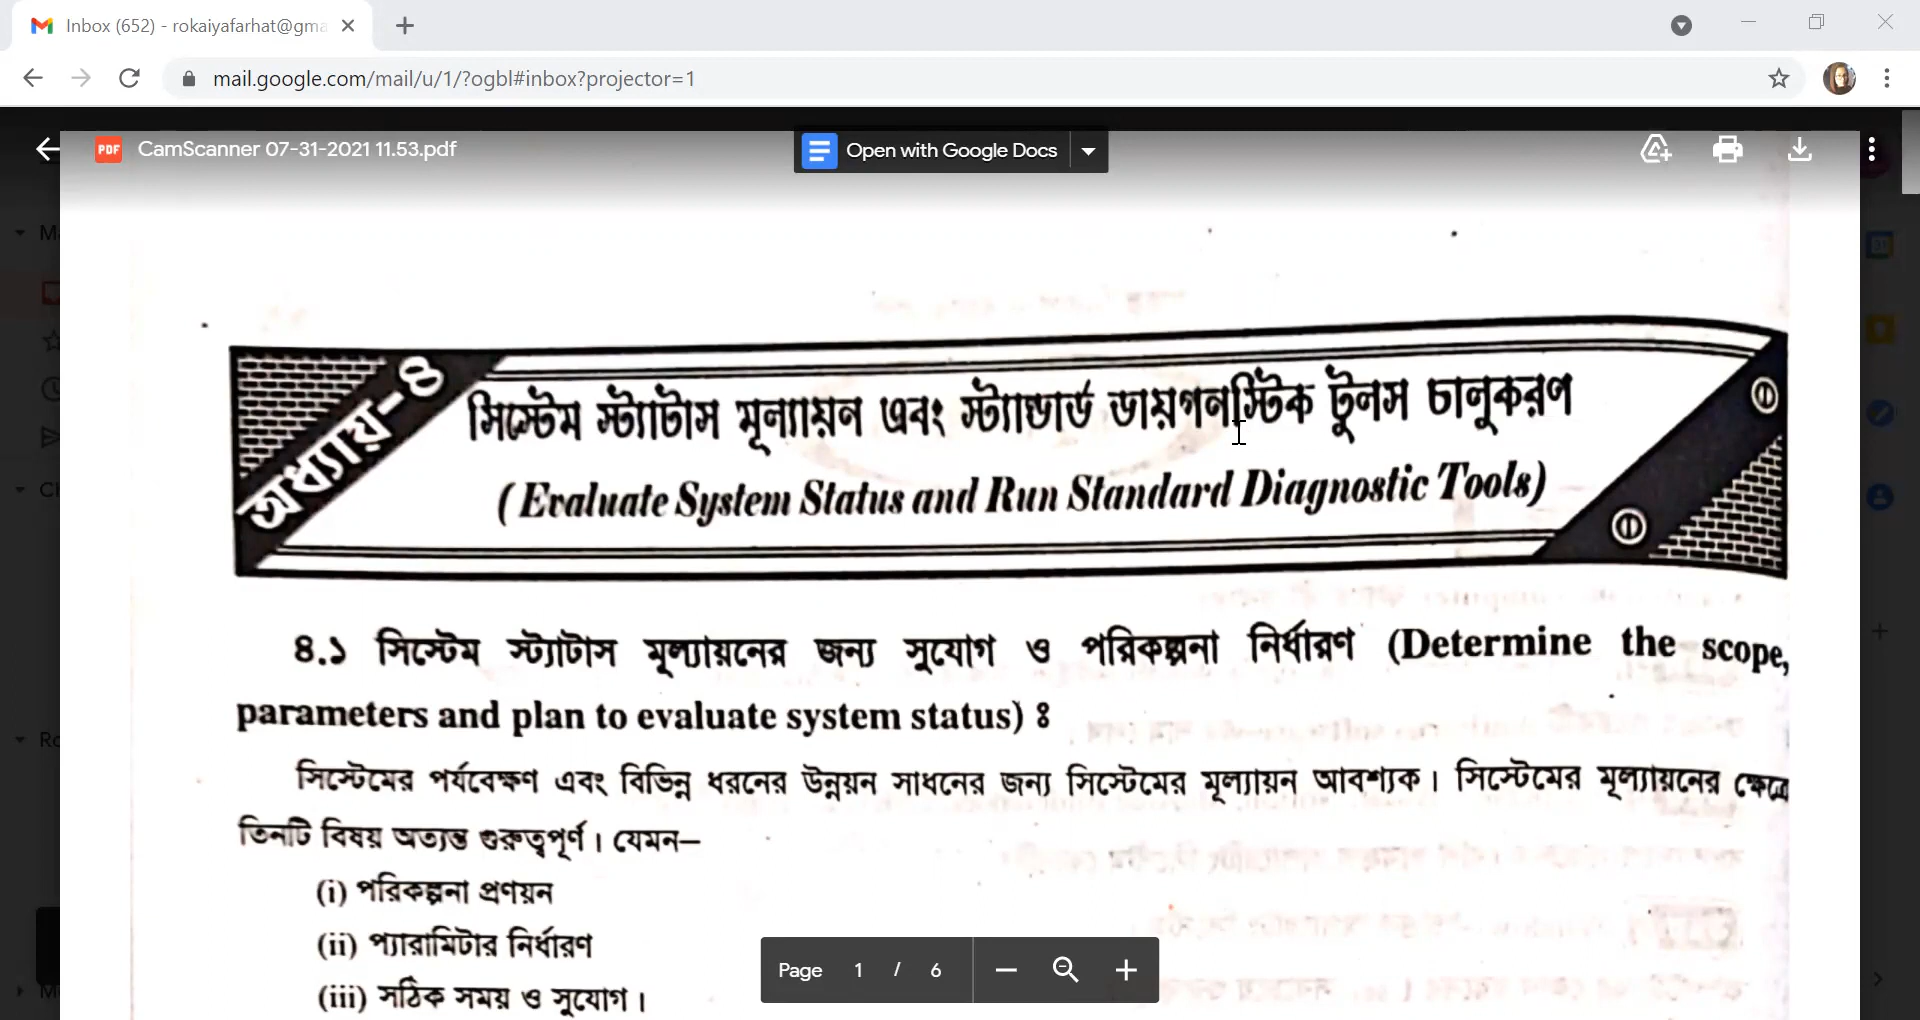 Inbox (652) - rokaiyafarhat@gma
mail.google.com/mail/u/1/?ogbl#inbox?projector=1
PDF CamScanner 07-31-2021 11.53.pdf
Open with Google Docs
অধ্যায়-৪
সিস্টেম স্ট্যাটাস মূল্যায়ন এবং স্ট্যান্ডার্ড ডায়গনস্টিক টুলস চালুকরণ
(Evaluate System Status and Run Standard Diagnostic Tools)
৪.১ সিস্টেম স্ট্যাটাস মূল্যায়নের জন্য সুযোগ ও পরিকল্পনা নির্ধারণ (Determine the scope,
parameters and plan to evaluate system status) ঃ
সিস্টেমের পর্যবেক্ষণ এবং বিভিন্ন ধরনের উন্নয়ন সাধনের জন্য সিস্টেমের মূল্যায়ন আবশ্যক। সিস্টেমের মূল্যায়নের ক্ষেত্রে
তিনটি বিষয় অত্যন্ত গুরুত্বপূর্ণ। যেমন—
(i) পরিকল্পনা প্রণয়ন
(ii) প্যারামিটার নির্ধারণ
(iii) সঠিক সময় ও সুযোগ।
Page 1 / 6